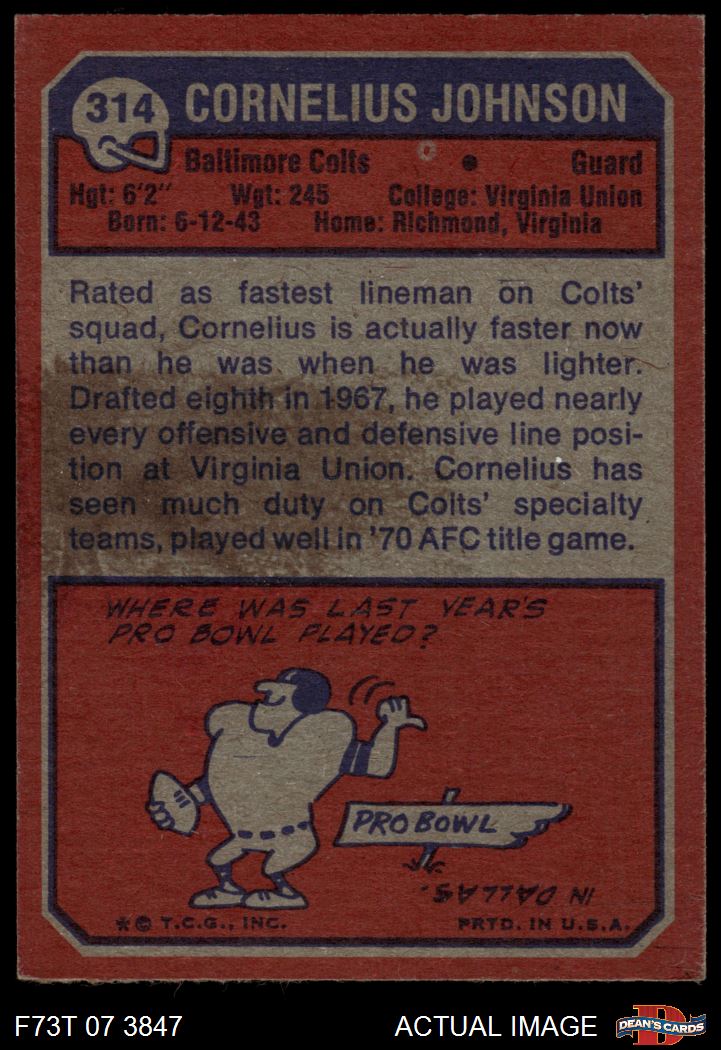 314 CORNELIUS JOHNSON
Baltimore Colts • Guard
Hgt: 6'2" Wgt: 245 College: Virginia Union
Born: 6-12-43 Home: Richmond, Virginia
Rated as fastest lineman on Colts'
squad, Cornelius is actually faster now
than he was when he was lighter.
Drafted eighth in 1967, he played nearly
every offensive and defensive line posi-
tion at Virginia Union. Cornelius has
seen much duty on Colts' specialty
teams, played well in '70 AFC title game.
WHERE WAS LAST YEAR'S
PRO BOWL PLAYED?
PRO BOWL
IN DALLAS.
*© T.C.G., INC. PRTD. IN U.S.A.
F73T 07 3847 ACTUAL IMAGE
D
DEAN'S CARDS